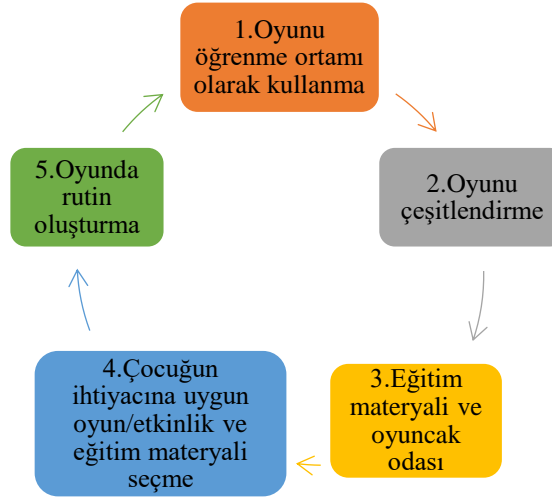 1.Oyunu
öğrenme ortamı
olarak kullanma
2.Oyunu
çeşitlendirme
3.Eğitim
materyali ve
oyuncak
odası
4.Çocuğun
ihtiyacına uygun
oyun/etkinlik ve
eğitim materyali
seçme
5.Oyunda
rutin
oluşturma